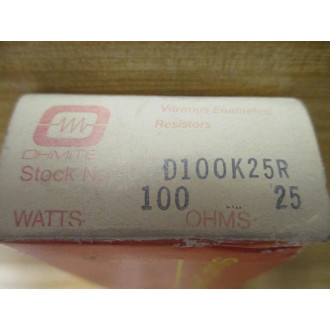 Vitreous Enameled
Resistors
OHMITE
Stock No. D100K25R
100 25
WATTS OHMS